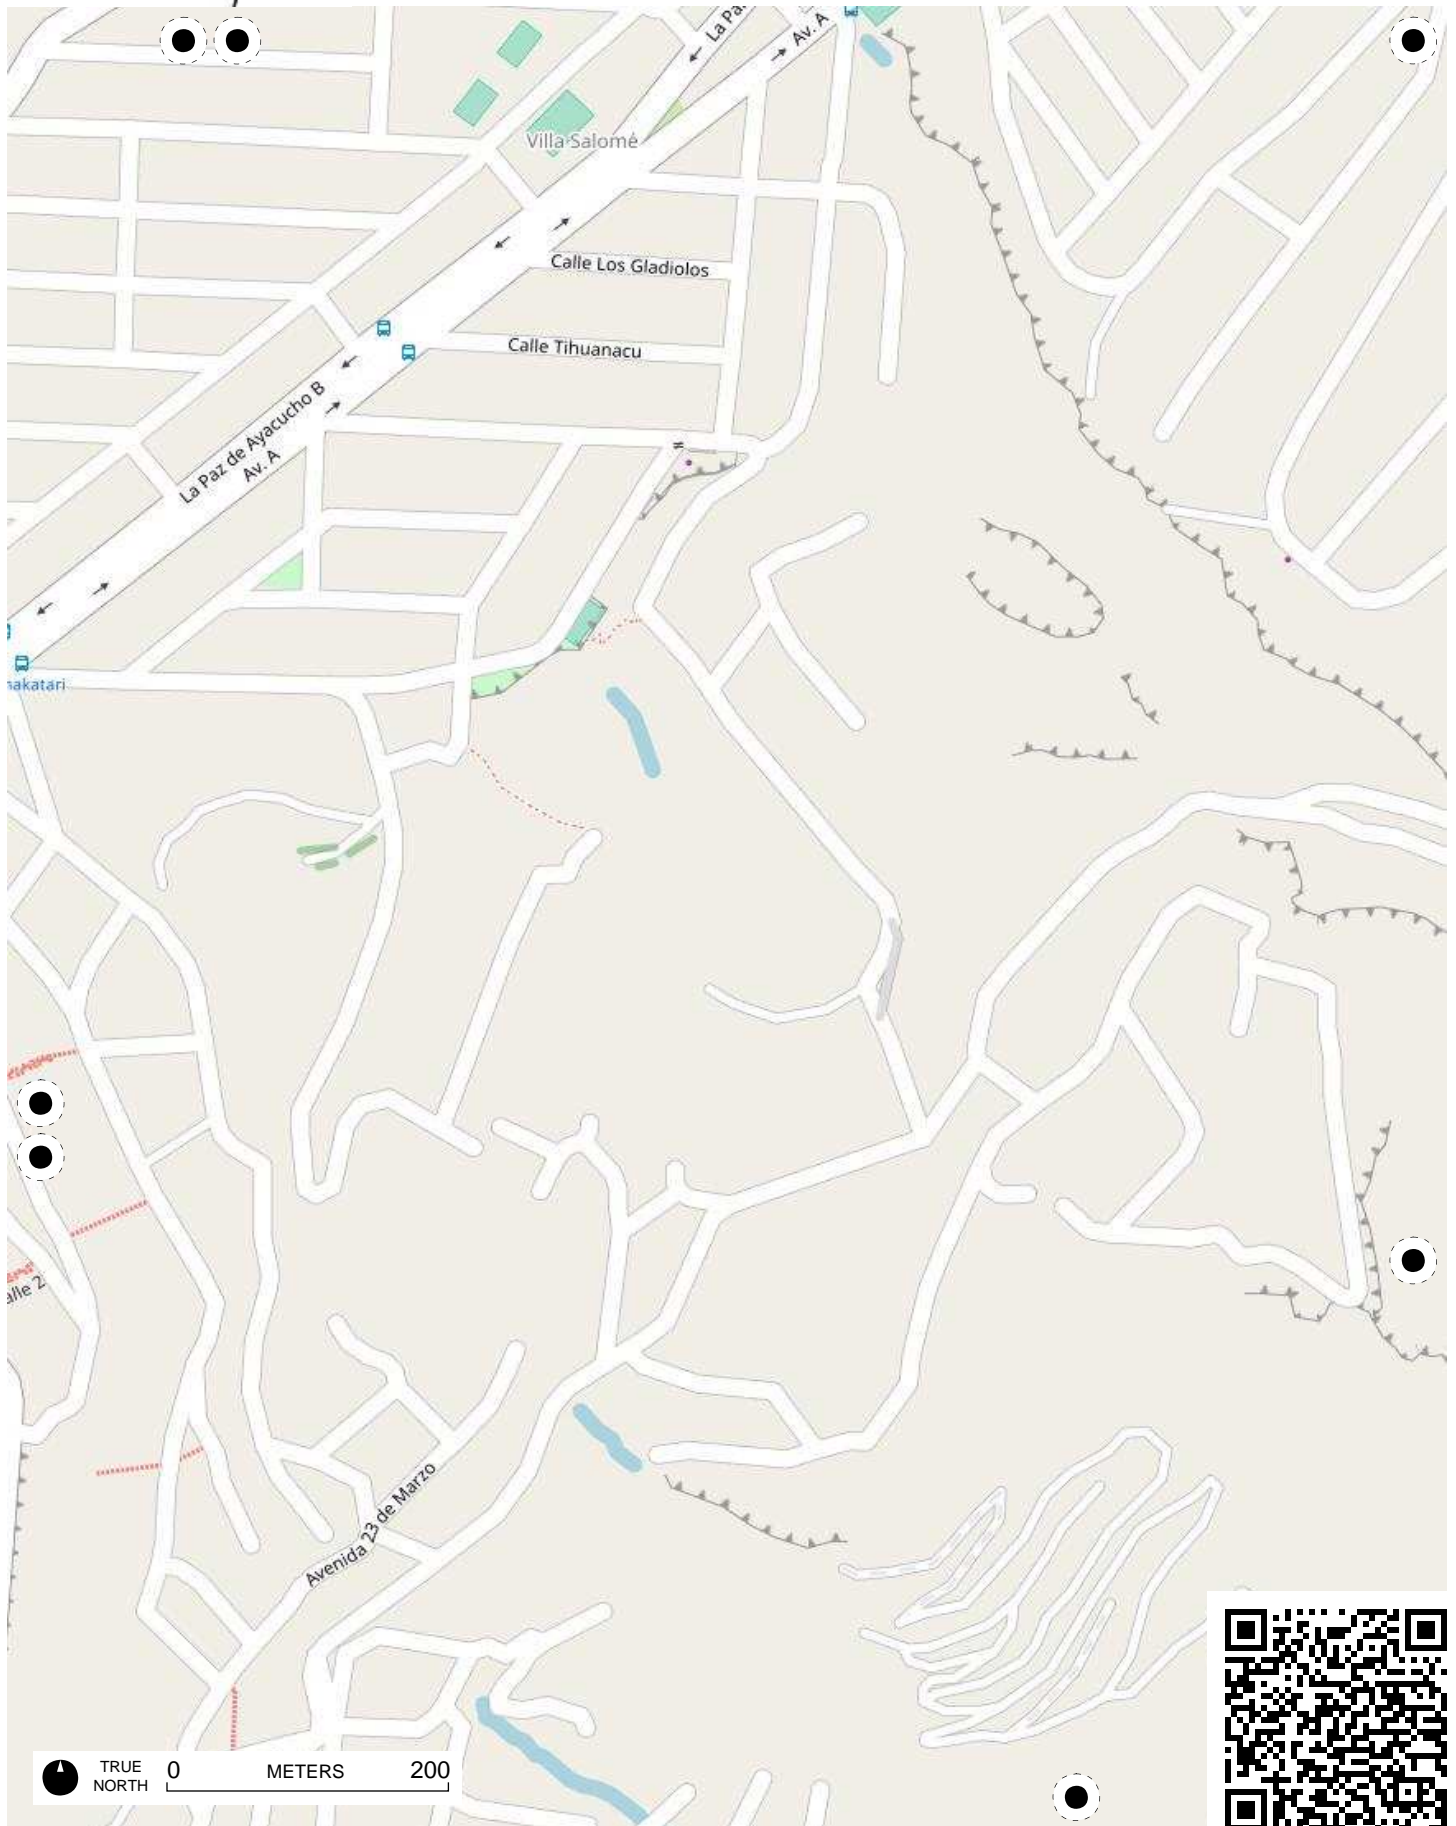 La Pa
Av. A
Villa Salomé
Calle Los Gladiolos
Calle Tihuanacu
La Paz de Ayacucho B
Av. A
nakatari
alle 2
Avenida 23 de Marzo
TRUE
NORTH
0 METERS 200